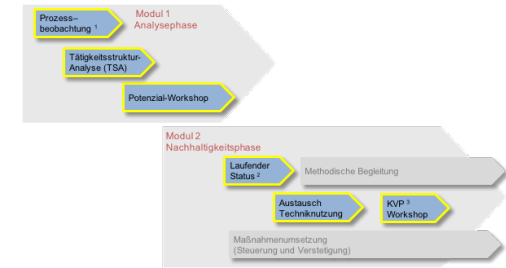 Prozess–
beobachtung ¹
Modul 1
Analysephase
Tätigkeitsstruktur-
Analyse (TSA)
Potenzial-Workshop
Modul 2
Nachhaltigkeitsphase
Laufender
Status ²
Methodische Begleitung
Austausch
Techniknutzung
KVP ³
Workshop
Maßnahmenumsetzung
(Steuerung und Verstetigung)